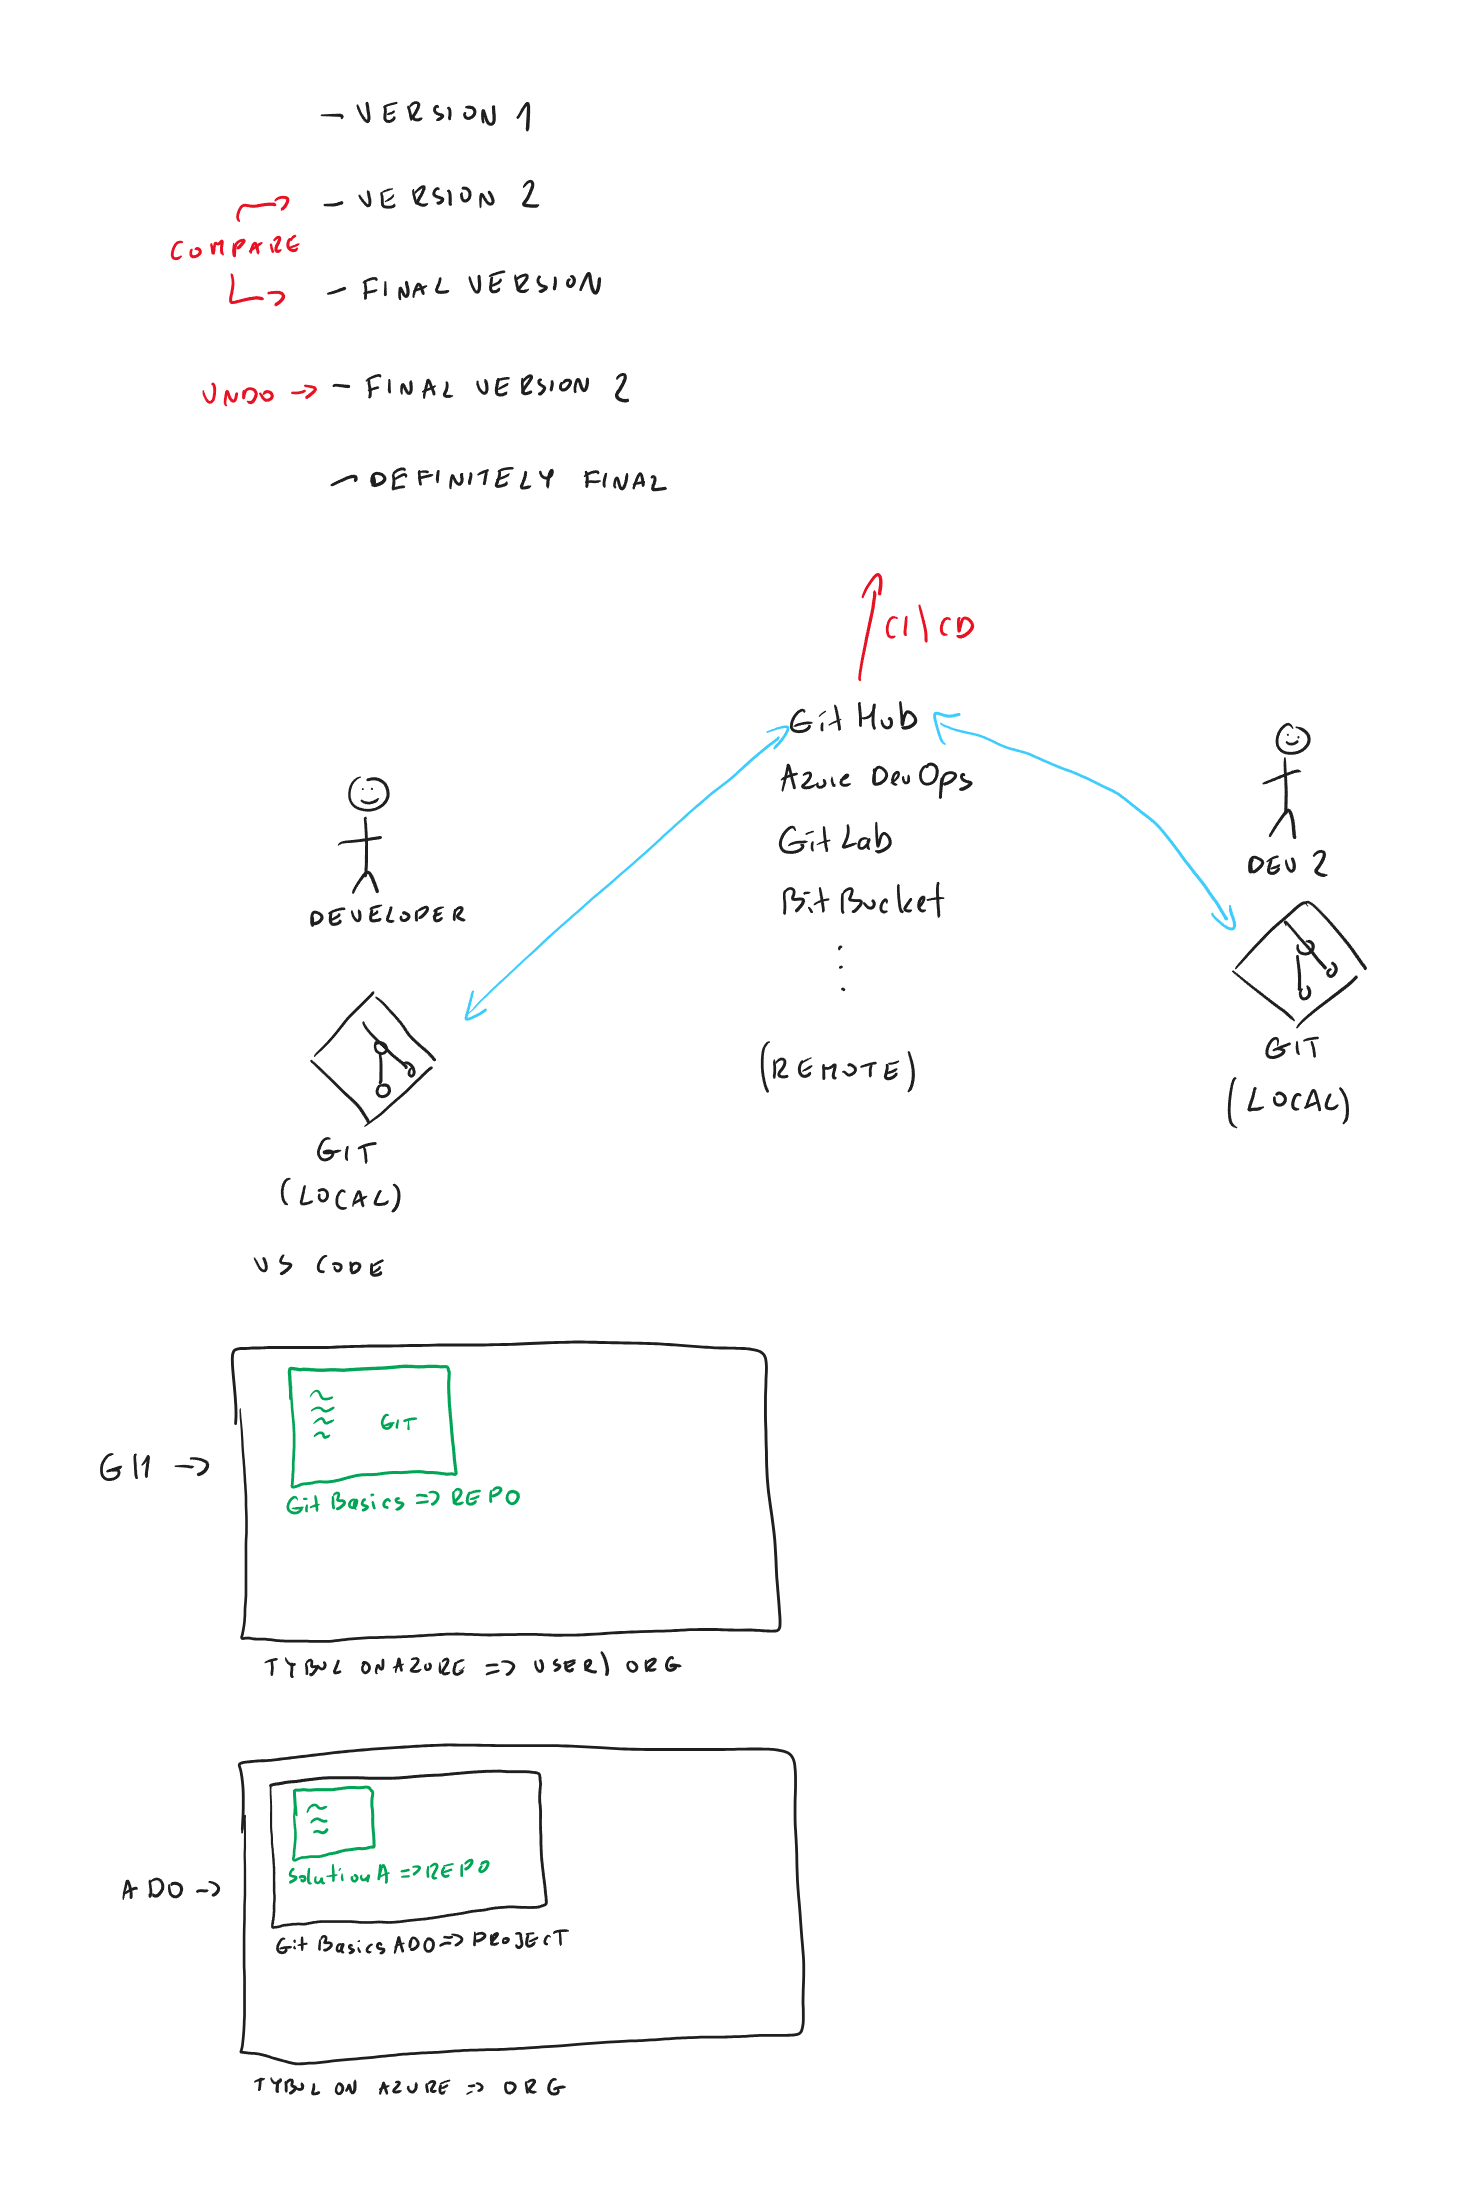 - VERSION 1
- VERSION 2
COMPARE
- FINAL VERSION
UNDO → - FINAL VERSION 2
- DEFINITELY FINAL
CI\CD
GitHub
Azure DevOps
GitLab
BitBucket
(REMOTE)
DEVELOPER
GIT
(LOCAL)
VS CODE
DEV 2
GIT
(LOCAL)
GH →
GIT
Git Basics => REPO
TYBUL ONAZURE => USER\ ORG
ADO →
Solution A => REPO
Git Basics ADO => PROJECT
TYBUL ON AZURE => ORG